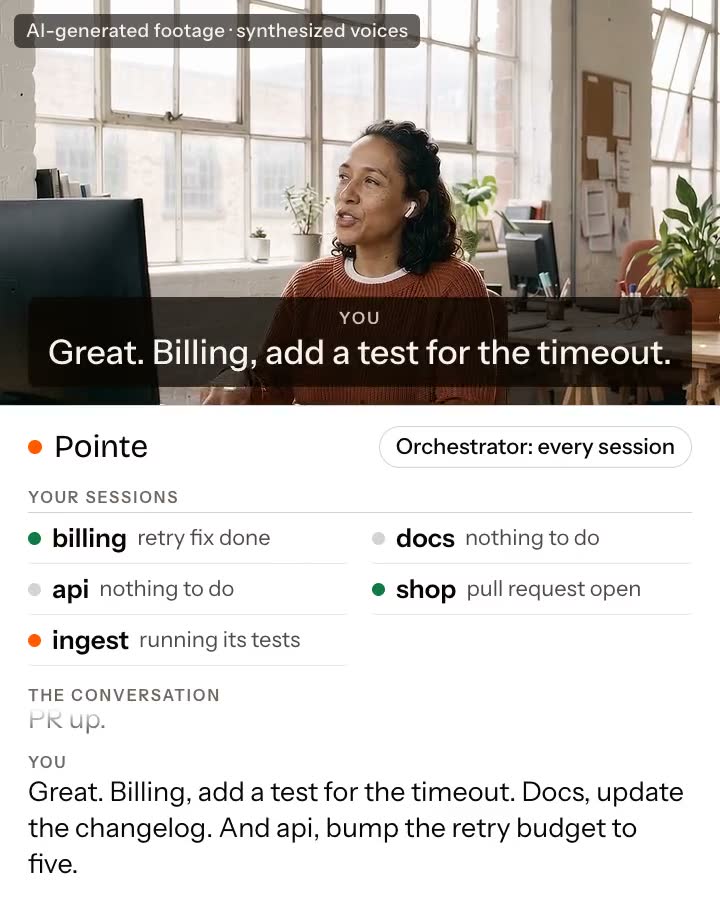 AI-generated footage · synthesized voices
YOU
Great. Billing, add a test for the timeout.
Pointe
Orchestrator: every session
YOUR SESSIONS
billing retry fix done
docs nothing to do
api nothing to do
shop pull request open
ingest running its tests
THE CONVERSATION
PR up.
YOU
Great. Billing, add a test for the timeout. Docs, update
the changelog. And api, bump the retry budget to
five.